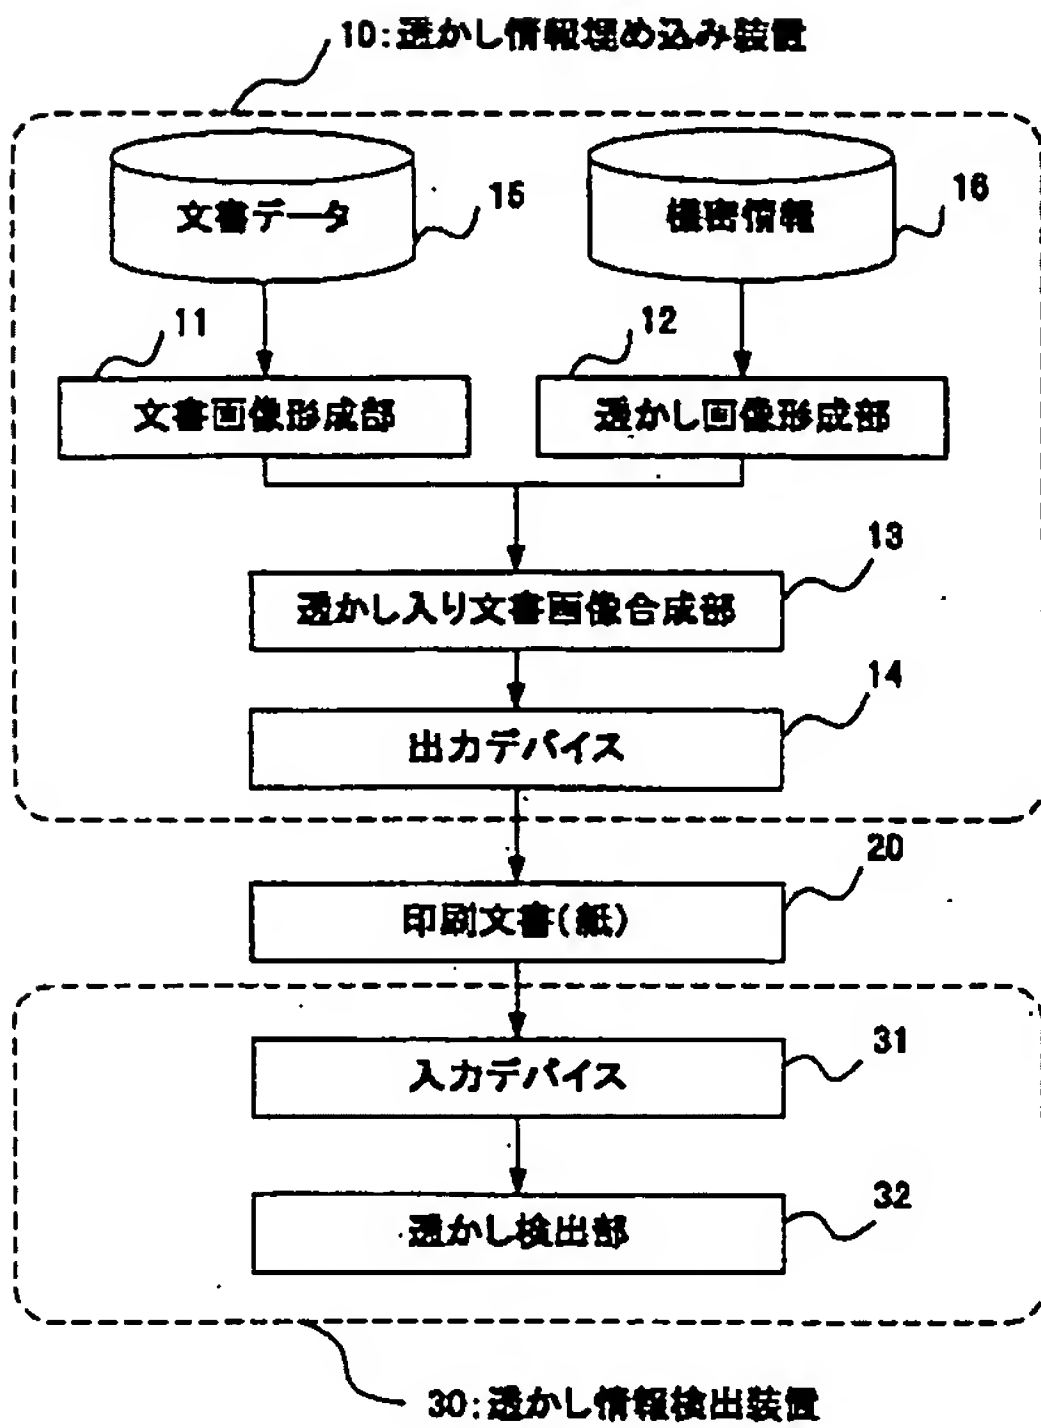 10:透かし情報埋め込み装置
文書データ
15
機密情報
16
11
文書画像形成部
12
透かし画像形成部
13
透かし入り文書画像合成部
14
出力デバイス
20
印刷文書(紙)
31
入力デバイス
32
透かし検出部
30:透かし情報検出装置